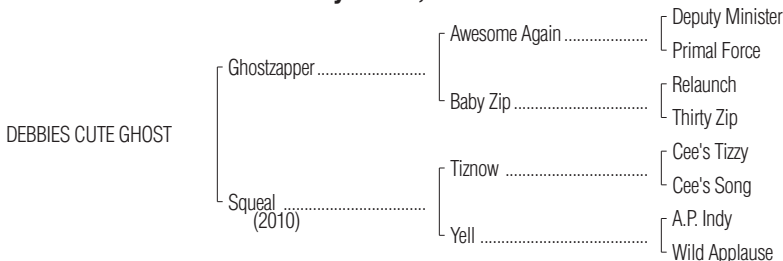 Deputy Minister
Awesome Again
Primal Force
Ghostzapper
Relaunch
Baby Zip
Thirty Zip
DEBBIES CUTE GHOST
Cee's Tizzy
Tiznow
Cee's Song
Squeal
(2010)
A.P. Indy
Yell
Wild Applause